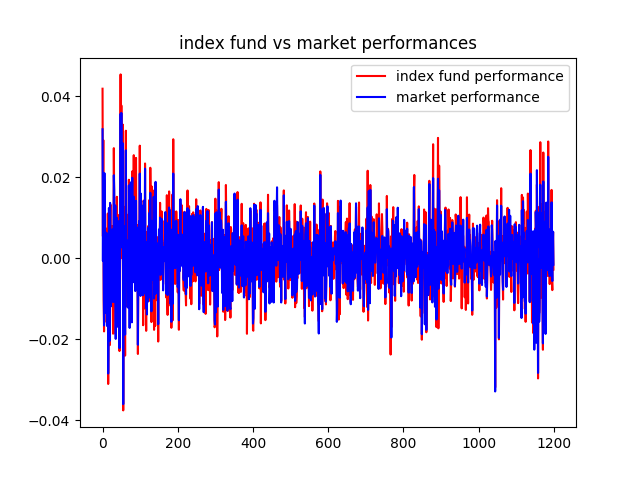 index fund vs market performances
index fund performance
market performance
0.04
0.02
0.00
−0.02
−0.04
0 200 400 600 800 1000 1200